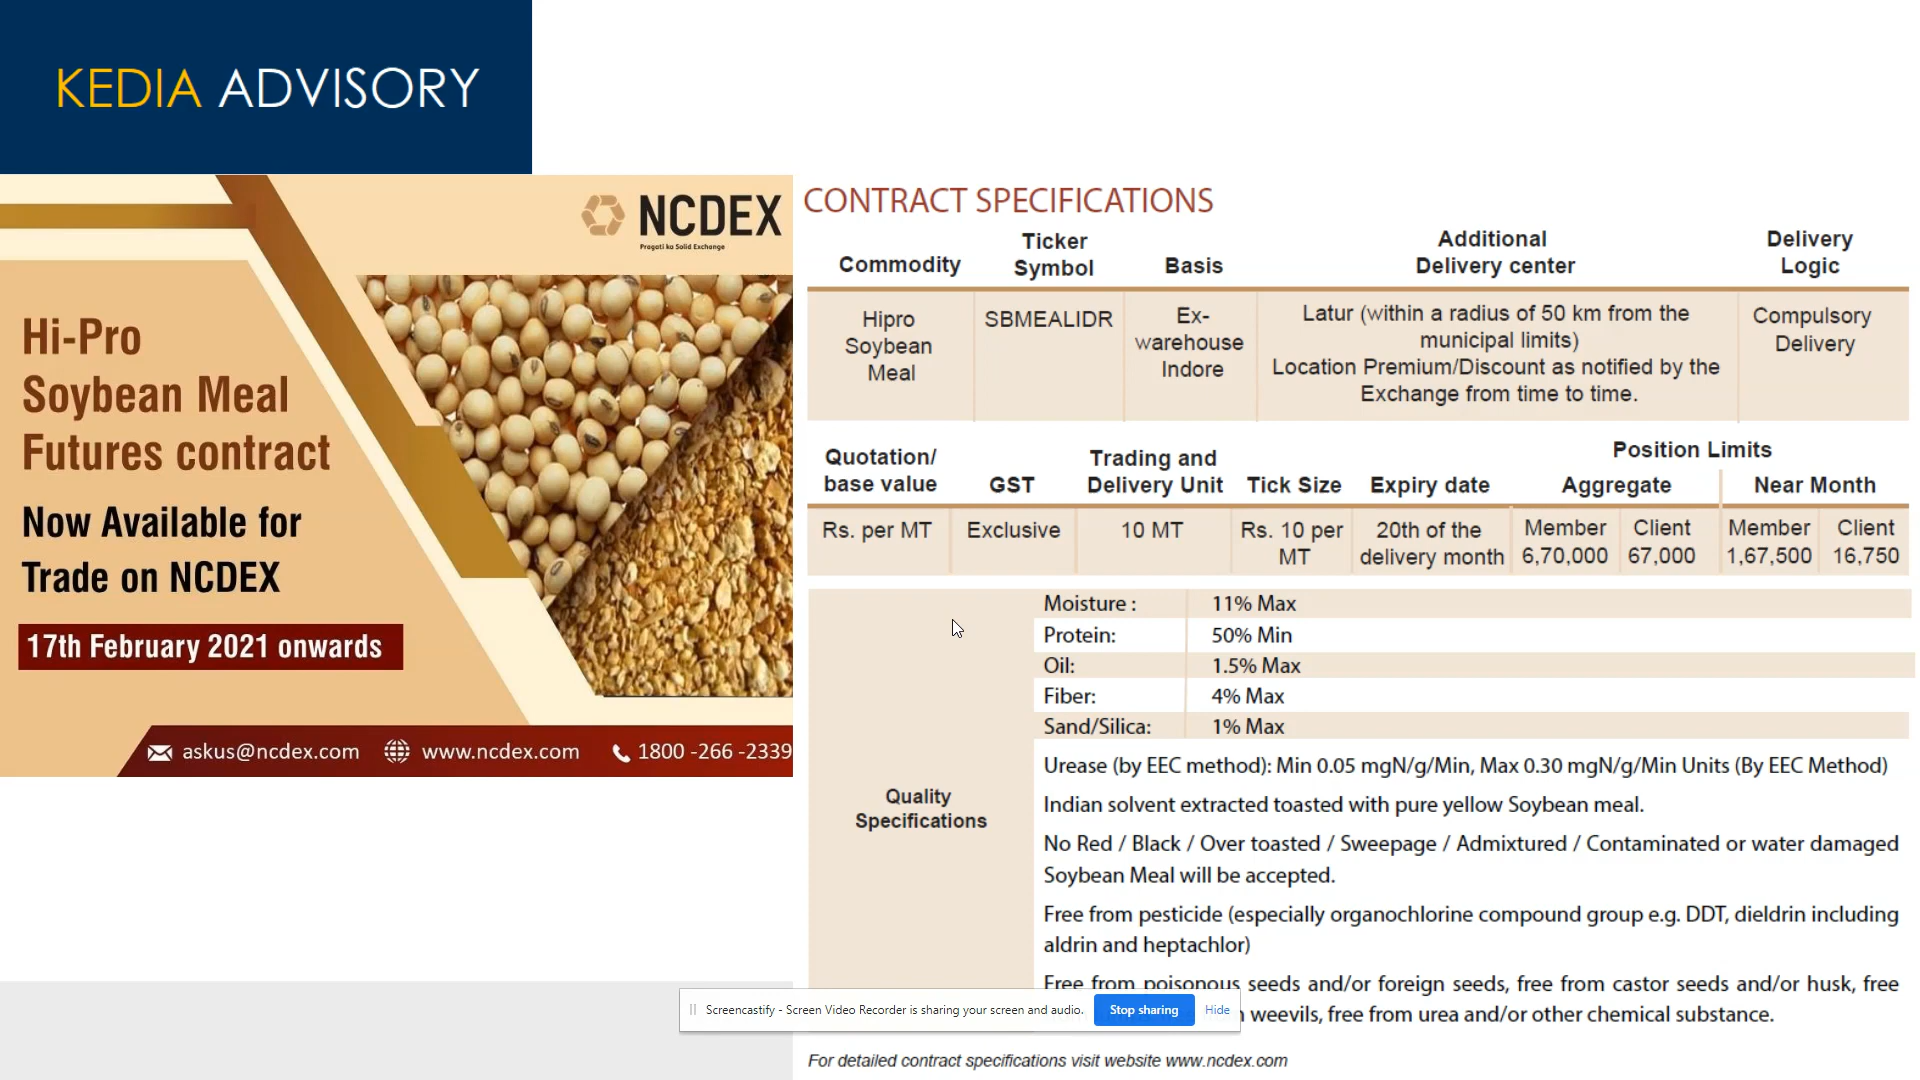 KEDIA ADVISORY
NCDEX
Pragati ka Solid Exchange
Hi-Pro
Soybean Meal
Futures contract
Now Available for
Trade on NCDEX
17th February 2021 onwards
askus@ncdex.com www.ncdex.com 1800 -266 -2339
CONTRACT SPECIFICATIONS
Commodity
Ticker
Symbol
Basis
Additional
Delivery center
Delivery
Logic
Hipro
Soybean
Meal
SBMEALIDR
Ex-
warehouse
Indore
Latur (within a radius of 50 km from the
municipal limits)
Location Premium/Discount as notified by the
Exchange from time to time.
Compulsory
Delivery
Quotation/
base value
GST
Trading and
Delivery Unit
Tick Size
Expiry date
Position Limits
Aggregate
Near Month
Rs. per MT
Exclusive
10 MT
Rs. 10 per
MT
20th of the
delivery month
Member
6,70,000
Client
67,000
Member
1,67,500
Client
16,750
Quality
Specifications
Moisture : 11% Max
Protein: 50% Min
Oil: 1.5% Max
Fiber: 4% Max
Sand/Silica: 1% Max
Urease (by EEC method): Min 0.05 mgN/g/Min, Max 0.30 mgN/g/Min Units (By EEC Method)
Indian solvent extracted toasted with pure yellow Soybean meal.
No Red / Black / Over toasted / Sweepage / Admixtured / Contaminated or water damaged
Soybean Meal will be accepted.
Free from pesticide (especially organochlorine compound group e.g. DDT, dieldrin including
aldrin and heptachlor)
Free from poisonous seeds and/or foreign seeds, free from castor seeds and/or husk, free
weevils, free from urea and/or other chemical substance.
Screencastify - Screen Video Recorder is sharing your screen and audio. Stop sharing Hide
For detailed contract specifications visit website www.ncdex.com